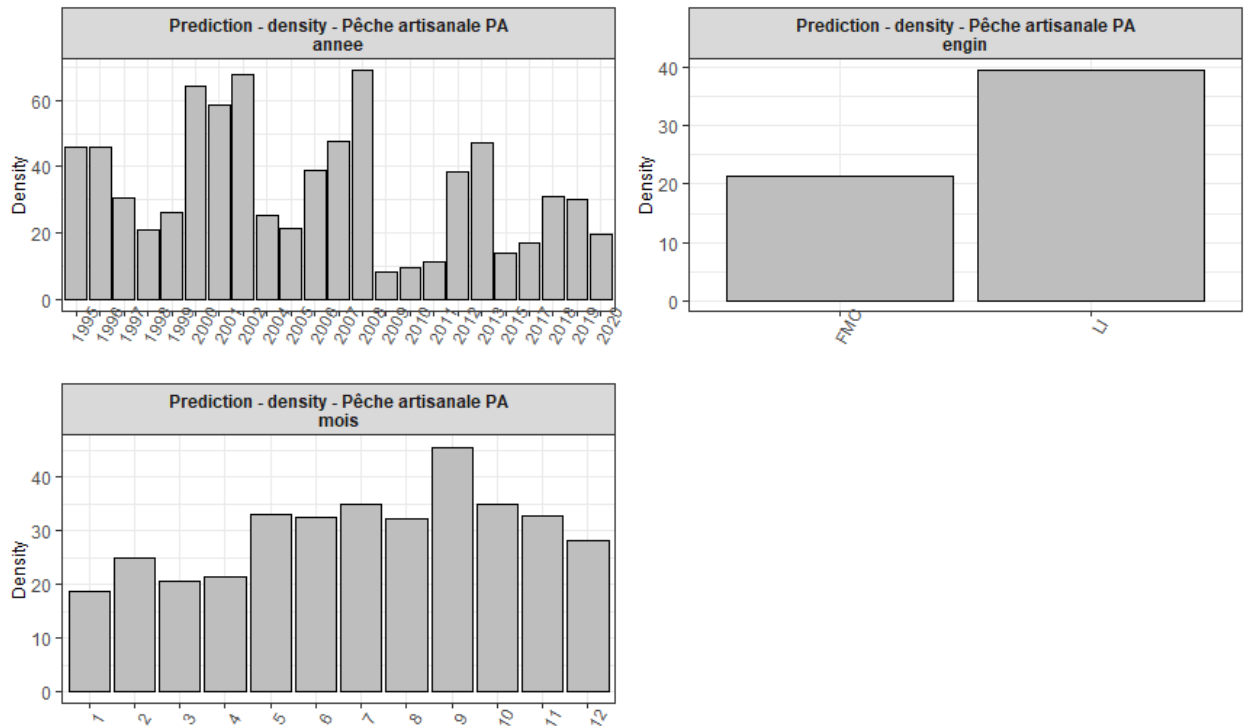 Prediction - density - Pêche artisanale PA
annee
Density
60
40
20
0
1995 1996 1997 1998 1999 2000 2001 2002 2004 2005 2006 2007 2008 2009 2010 2011 2012 2013 2015 2017 2018 2019 2020
Prediction - density - Pêche artisanale PA
engin
Density
40
30
20
10
0
FMC LI
Prediction - density - Pêche artisanale PA
mois
Density
40
30
20
10
0
1 2 3 4 5 6 7 8 9 10 11 12